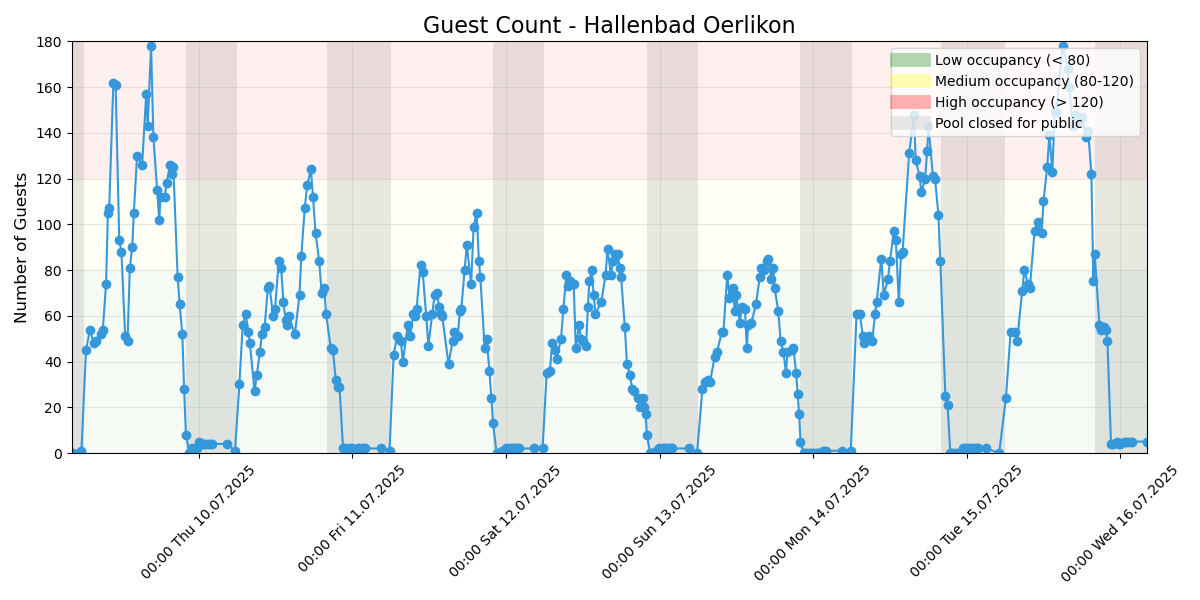 Guest Count - Hallenbad Oerlikon
Number of Guests
180
160
140
120
100
80
60
40
20
0
Low occupancy (< 80)
Medium occupancy (80-120)
High occupancy (> 120)
Pool closed for public
00:00 Thu 10.07.2025
00:00 Fri 11.07.2025
00:00 Sat 12.07.2025
00:00 Sun 13.07.2025
00:00 Mon 14.07.2025
00:00 Tue 15.07.2025
00:00 Wed 16.07.2025